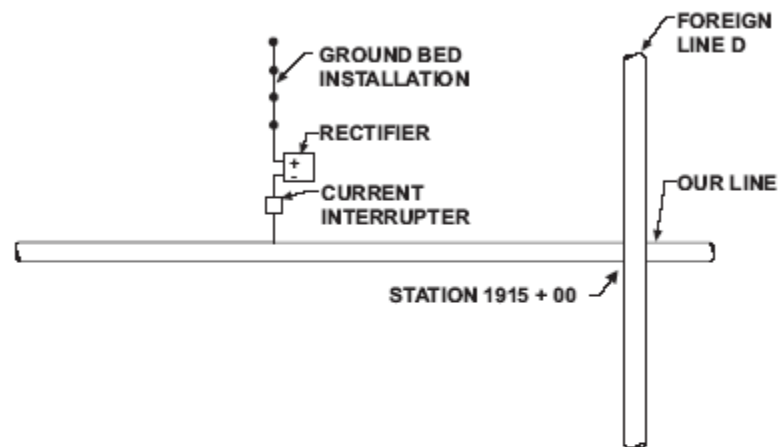 FOREIGN
LINE D
GROUND BED
INSTALLATION
RECTIFIER
+
-
CURRENT
INTERRUPTER
OUR LINE
STATION 1915 + 00